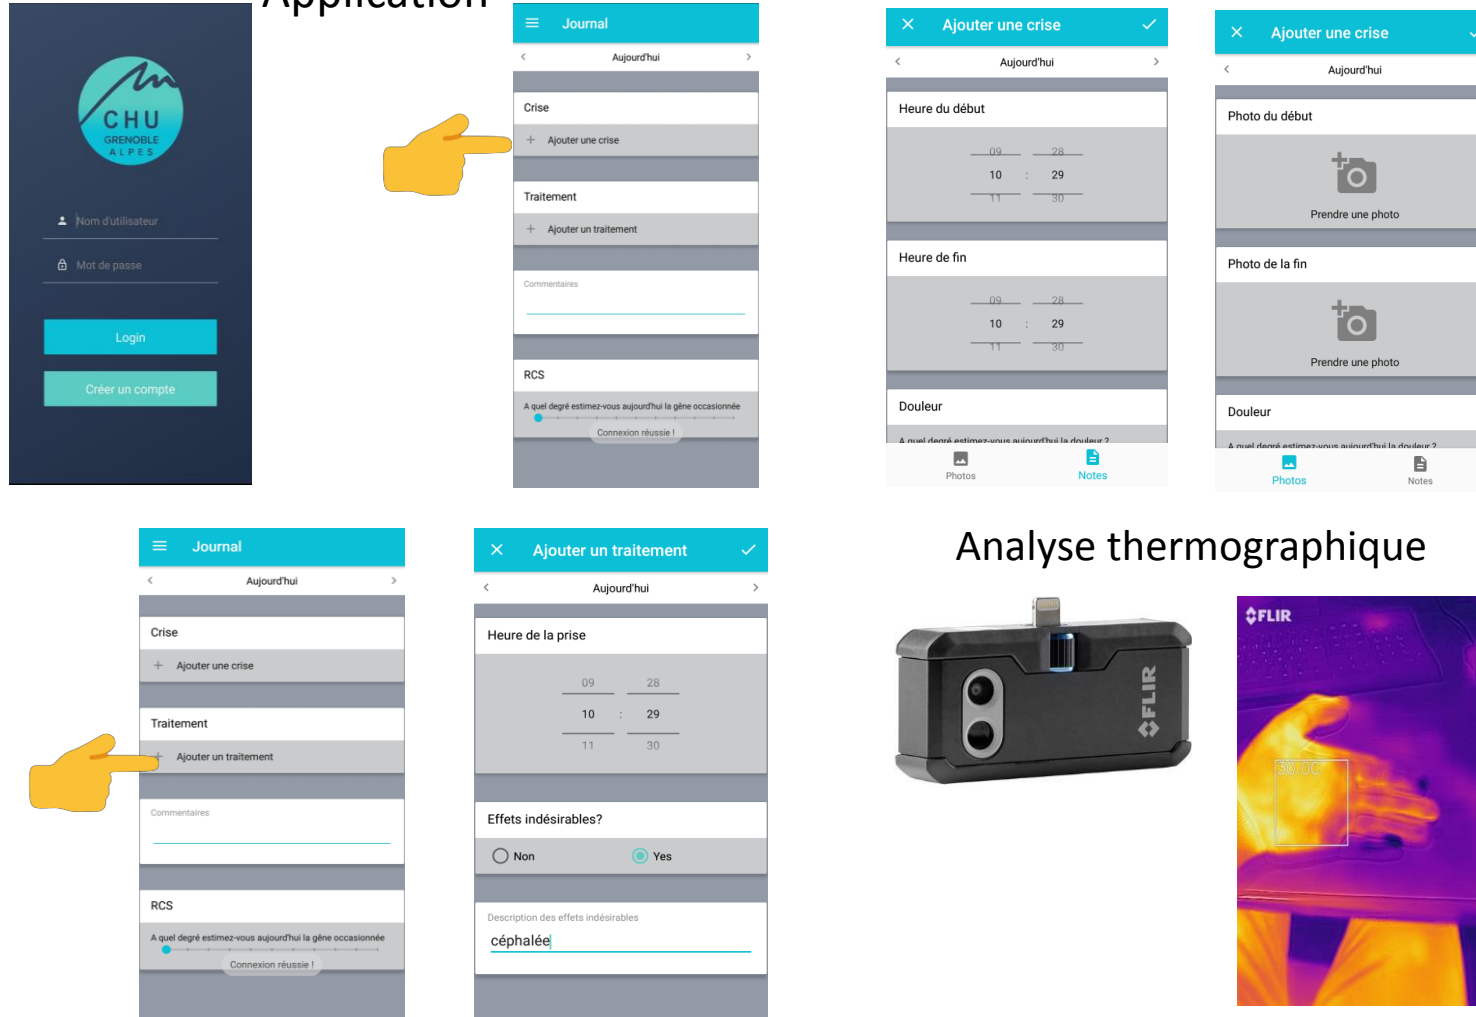 Application
CHU
GRENOBLE
ALPES
Nom d'utilisateur
Mot de passe
Login
Créer un compte
Journal
Aujourd'hui
Crise
Ajouter une crise
Traitement
Ajouter un traitement
Commentaires
RCS
A quel degré estimez-vous aujourd'hui la gêne occasionnée
Connexion réussie !
Ajouter une crise
Aujourd'hui
Heure du début
09 28
10 : 29
11 30
Heure de fin
09 28
10 : 29
11 30
Douleur
A quel degré estimez-vous aujourd'hui la douleur ?
Photos Notes
Ajouter une crise
Aujourd'hui
Photo du début
Prendre une photo
Photo de la fin
Prendre une photo
Douleur
A quel degré estimez-vous aujourd'hui la douleur ?
Photos Notes
Journal
Aujourd'hui
Crise
Ajouter une crise
Traitement
Ajouter un traitement
Commentaires
RCS
A quel degré estimez-vous aujourd'hui la gêne occasionnée
Connexion réussie !
Ajouter un traitement
Aujourd'hui
Heure de la prise
09 28
10 : 29
11 30
Effets indésirables?
Non Yes
Description des effets indésirables
céphalée
Analyse thermographique
FLIR
FLIR